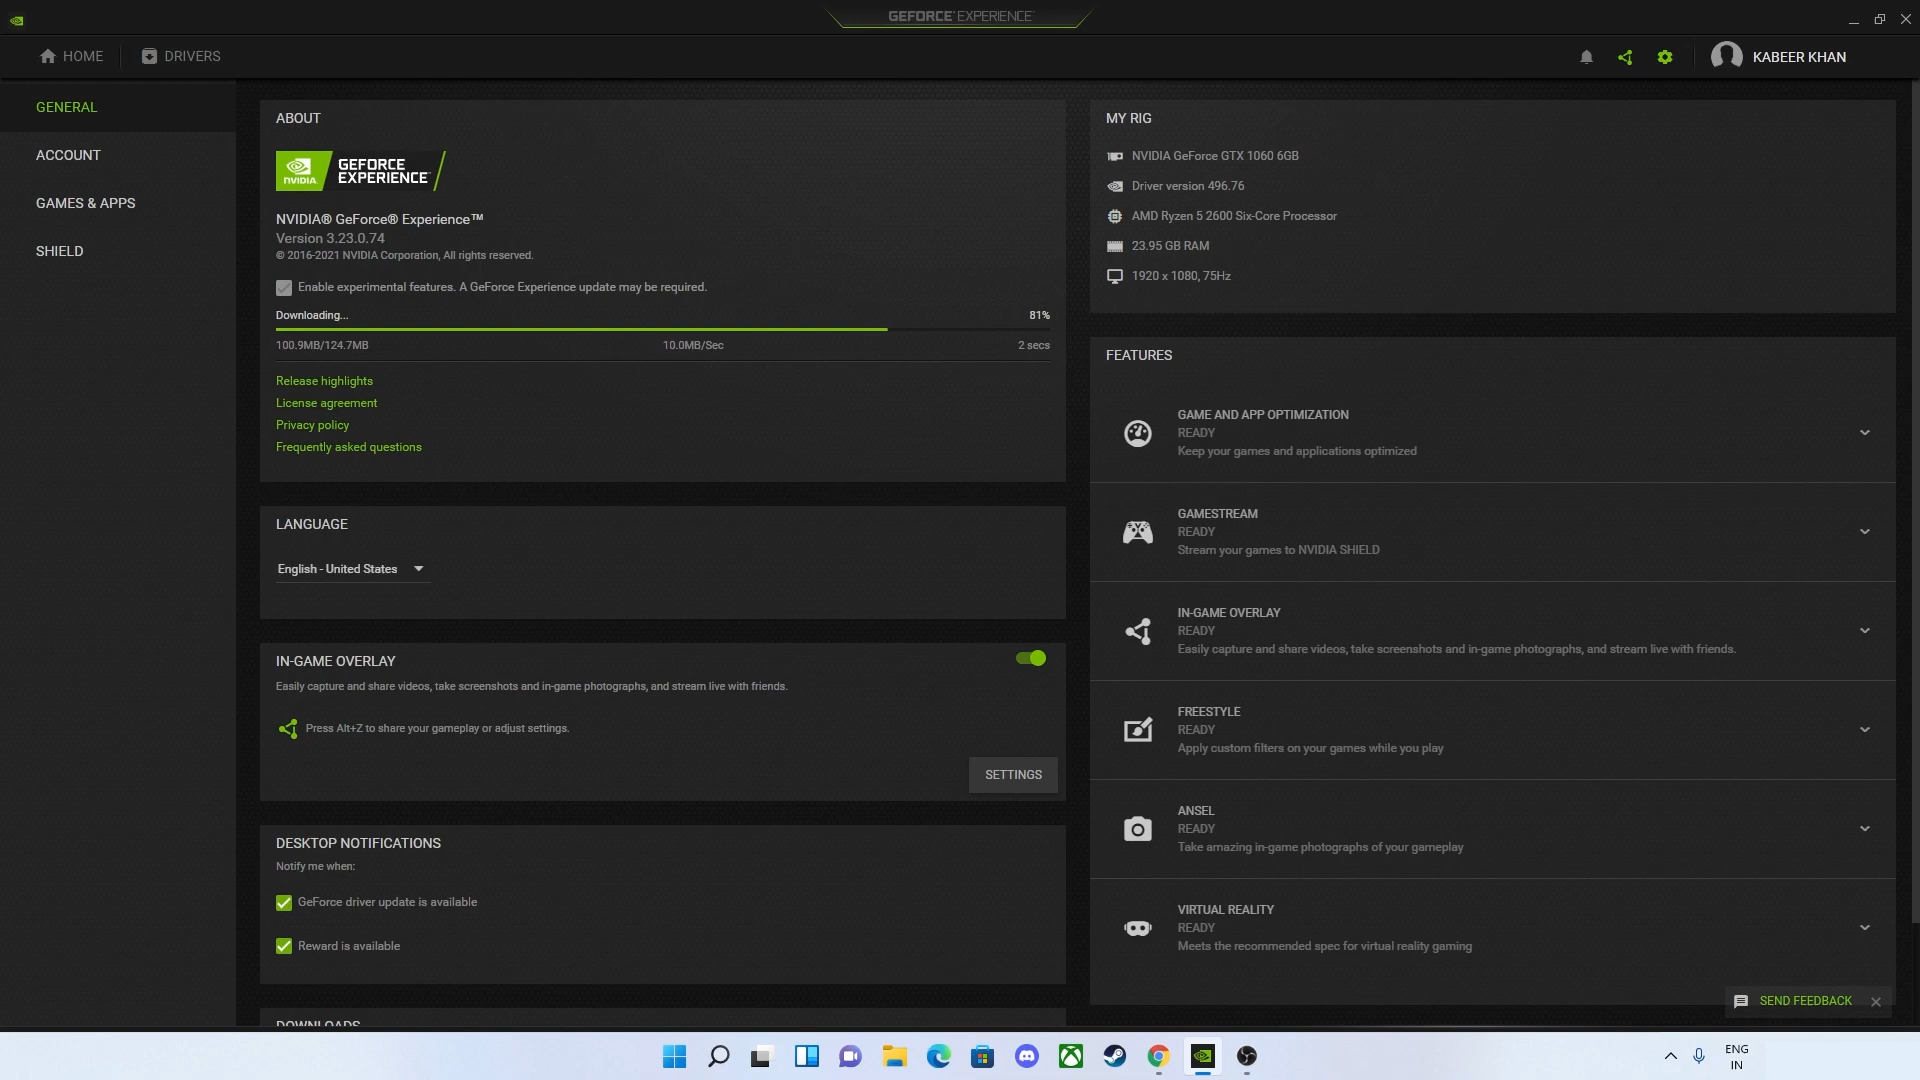 GEFORCE EXPERIENCE
HOME
DRIVERS
KABEER KHAN
GENERAL
ACCOUNT
GAMES & APPS
SHIELD
ABOUT
NVIDIA.
GEFORCE
EXPERIENCE
NVIDIA® GeForce® Experience™
Version 3.23.0.74
© 2016-2021 NVIDIA Corporation, All rights reserved.
Enable experimental features. A GeForce Experience update may be required.
Downloading... 81%
100.9MB/124.7MB 10.0MB/Sec 2 secs
Release highlights
License agreement
Privacy policy
Frequently asked questions
LANGUAGE
English - United States
IN-GAME OVERLAY
Easily capture and share videos, take screenshots and in-game photographs, and stream live with friends.
Press Alt+Z to share your gameplay or adjust settings.
SETTINGS
DESKTOP NOTIFICATIONS
Notify me when:
GeForce driver update is available
Reward is available
DOWNLOADS
MY RIG
NVIDIA GeForce GTX 1060 6GB
Driver version 496.76
AMD Ryzen 5 2600 Six-Core Processor
23.95 GB RAM
1920 x 1080, 75Hz
FEATURES
GAME AND APP OPTIMIZATION
READY
Keep your games and applications optimized
GAMESTREAM
READY
Stream your games to NVIDIA SHIELD
IN-GAME OVERLAY
READY
Easily capture and share videos, take screenshots and in-game photographs, and stream live with friends.
FREESTYLE
READY
Apply custom filters on your games while you play
ANSEL
READY
Take amazing in-game photographs of your gameplay
VIRTUAL REALITY
READY
Meets the recommended spec for virtual reality gaming
SEND FEEDBACK
ENG
IN